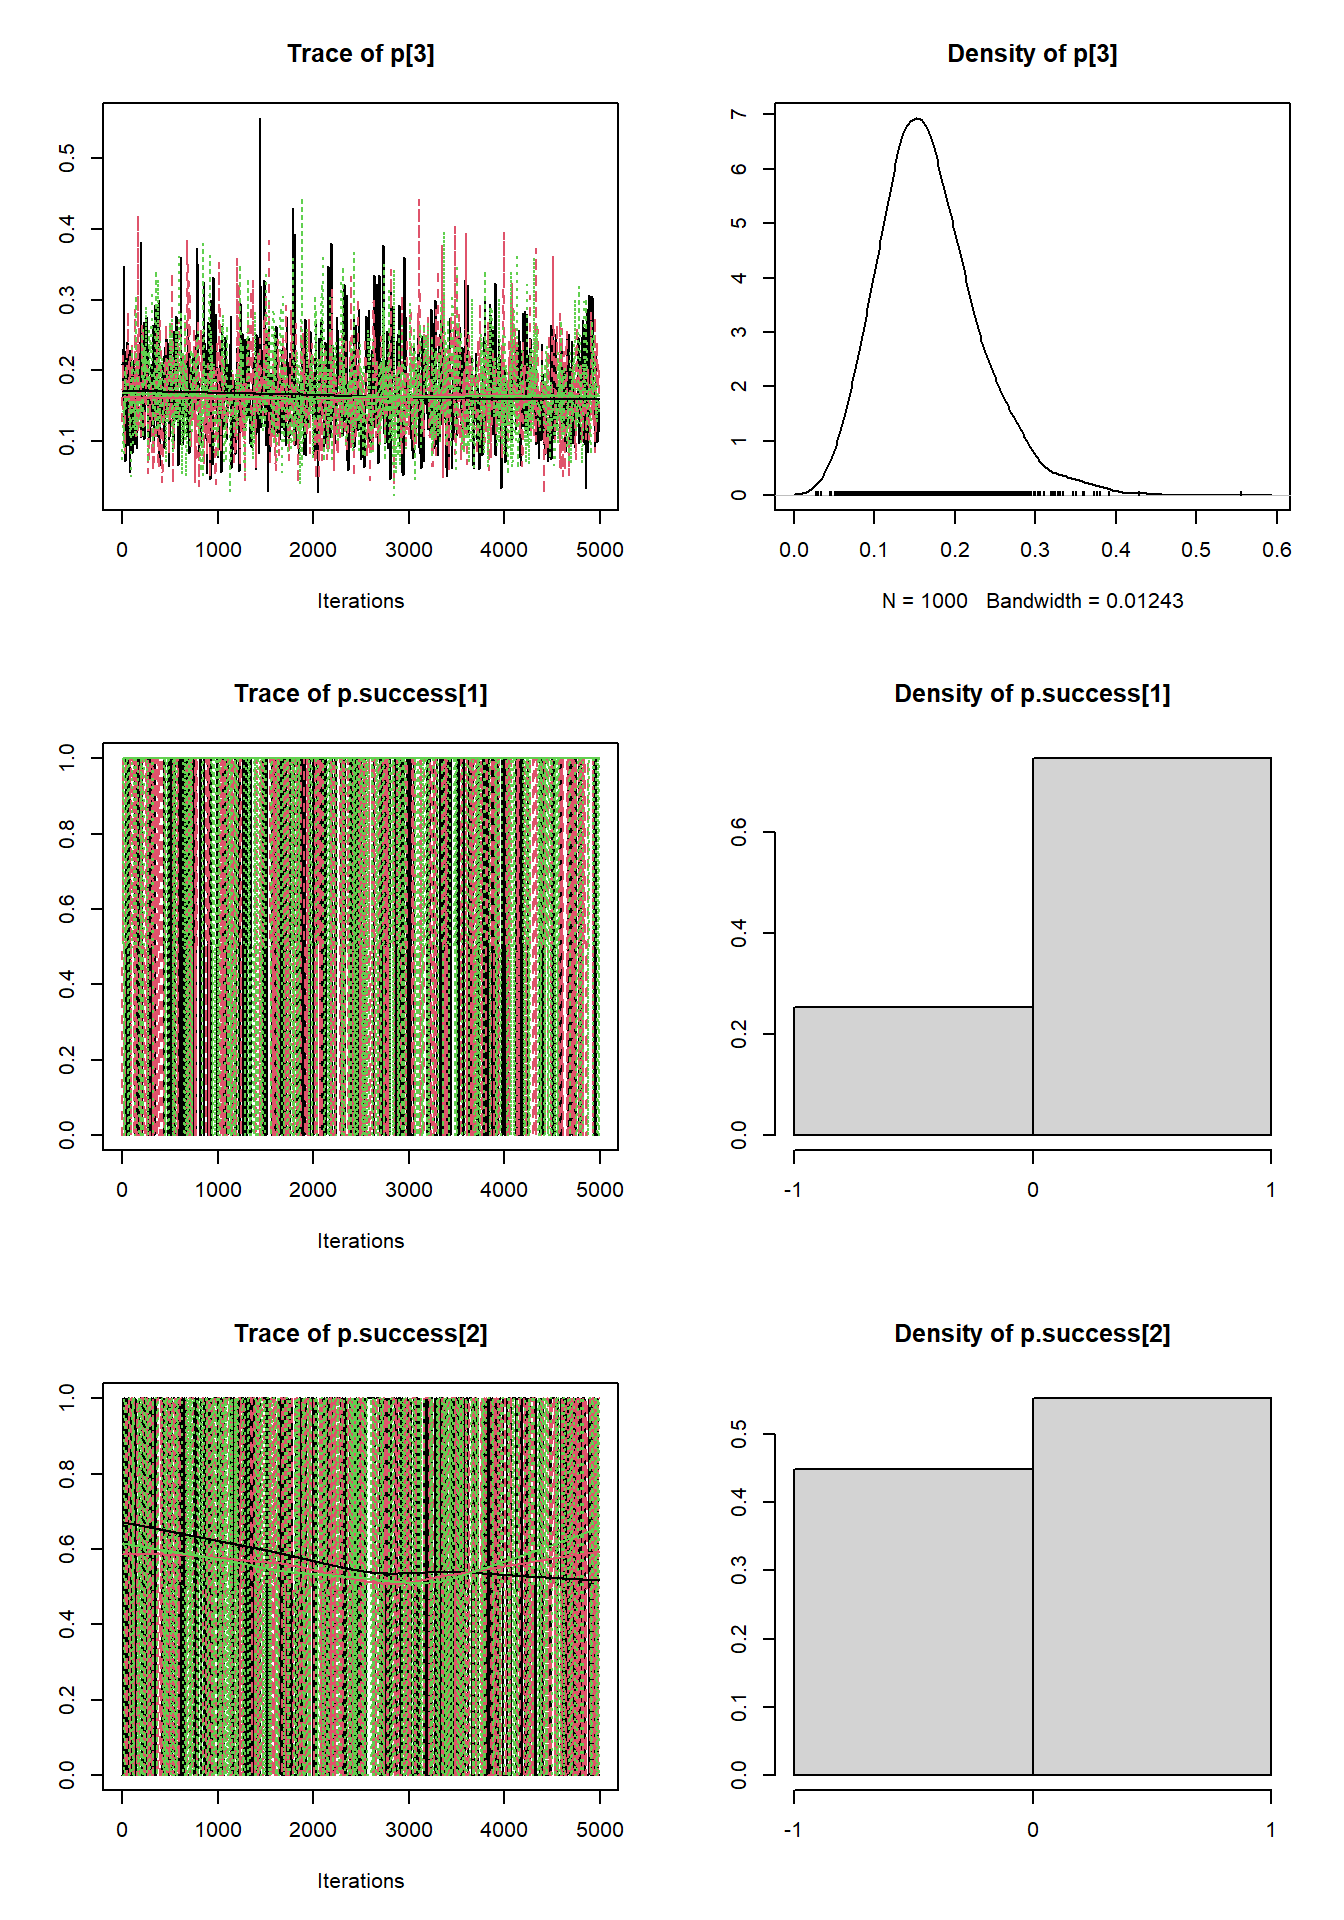 Trace of p[3]
0.5
0.4
0.3
0.2
0.1
0 1000 2000 3000 4000 5000
Iterations
Density of p[3]
7
6
5
4
3
2
1
0
0.0 0.1 0.2 0.3 0.4 0.5 0.6
N = 1000 Bandwidth = 0.01243
Trace of p.success[1]
1.0
0.8
0.6
0.4
0.2
0.0
0 1000 2000 3000 4000 5000
Iterations
Density of p.success[1]
0.6
0.4
0.2
0.0
-1 0 1
Trace of p.success[2]
1.0
0.8
0.6
0.4
0.2
0.0
0 1000 2000 3000 4000 5000
Iterations
Density of p.success[2]
0.5
0.4
0.3
0.2
0.1
0.0
-1 0 1